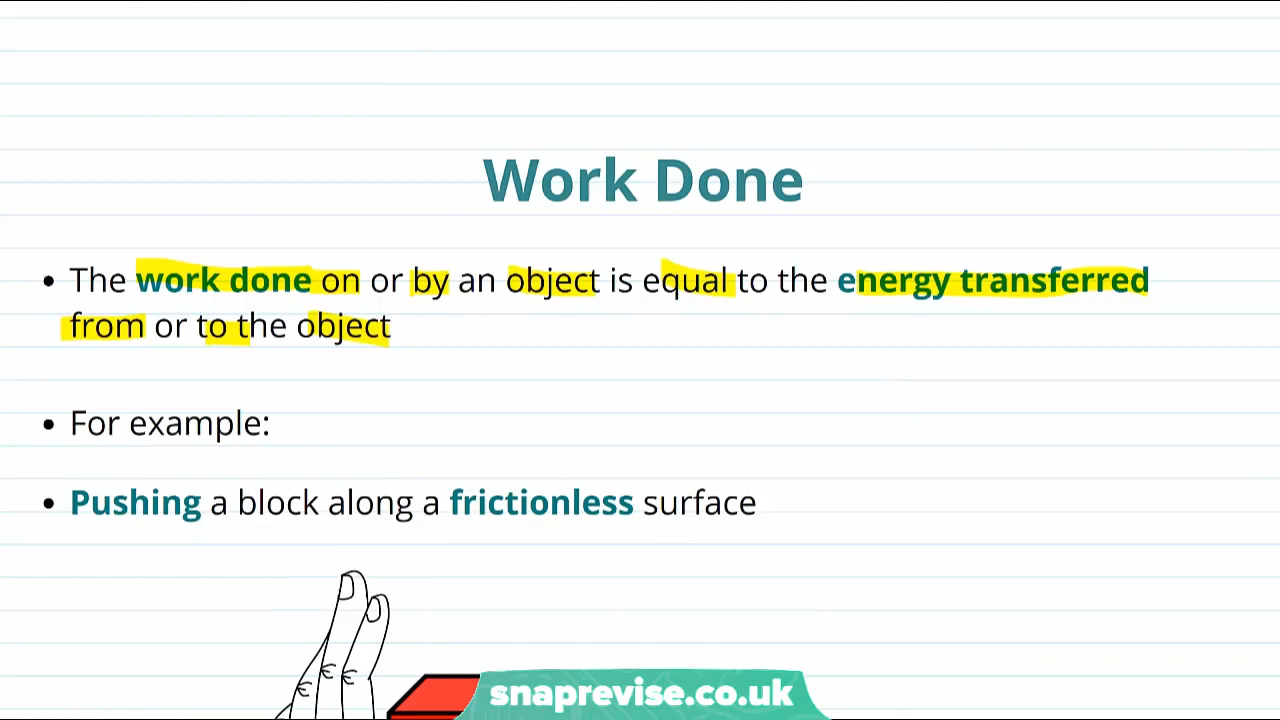 Work Done
• The work done on or by an object is equal to the energy transferred
from or to the object
• For example:
• Pushing a block along a frictionless surface
snaprevise.co.uk